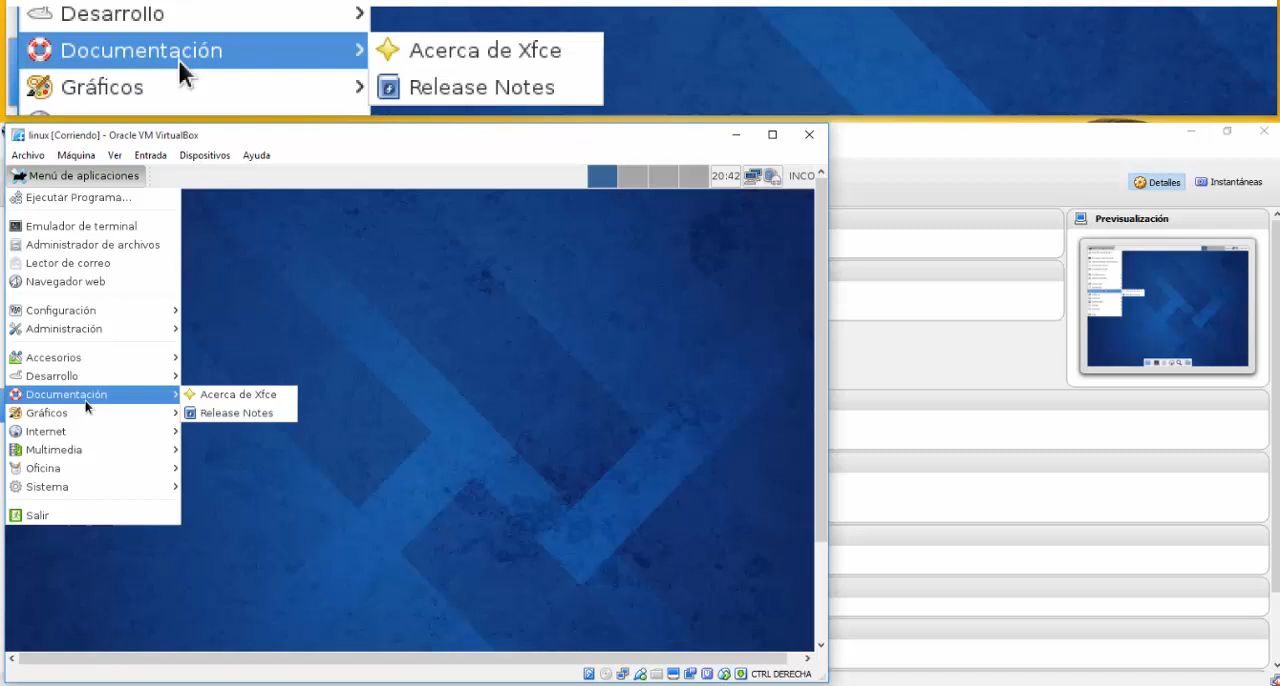 Desarrollo
Documentación
Acerca de Xfce
Gráficos
Release Notes
linux [Corriendo] - Oracle VM VirtualBox
Archivo Máquina Ver Entrada Dispositivos Ayuda
Menú de aplicaciones
20:42
INCO
Detalles
Instantáneas
Ejecutar Programa...
Previsualización
Emulador de terminal
Administrador de archivos
Lector de correo
Navegador web
Configuración
Administración
Accesorios
Desarrollo
Documentación
Acerca de Xfce
Gráficos
Release Notes
Internet
Multimedia
Oficina
Sistema
Salir
CTRL DERECHA